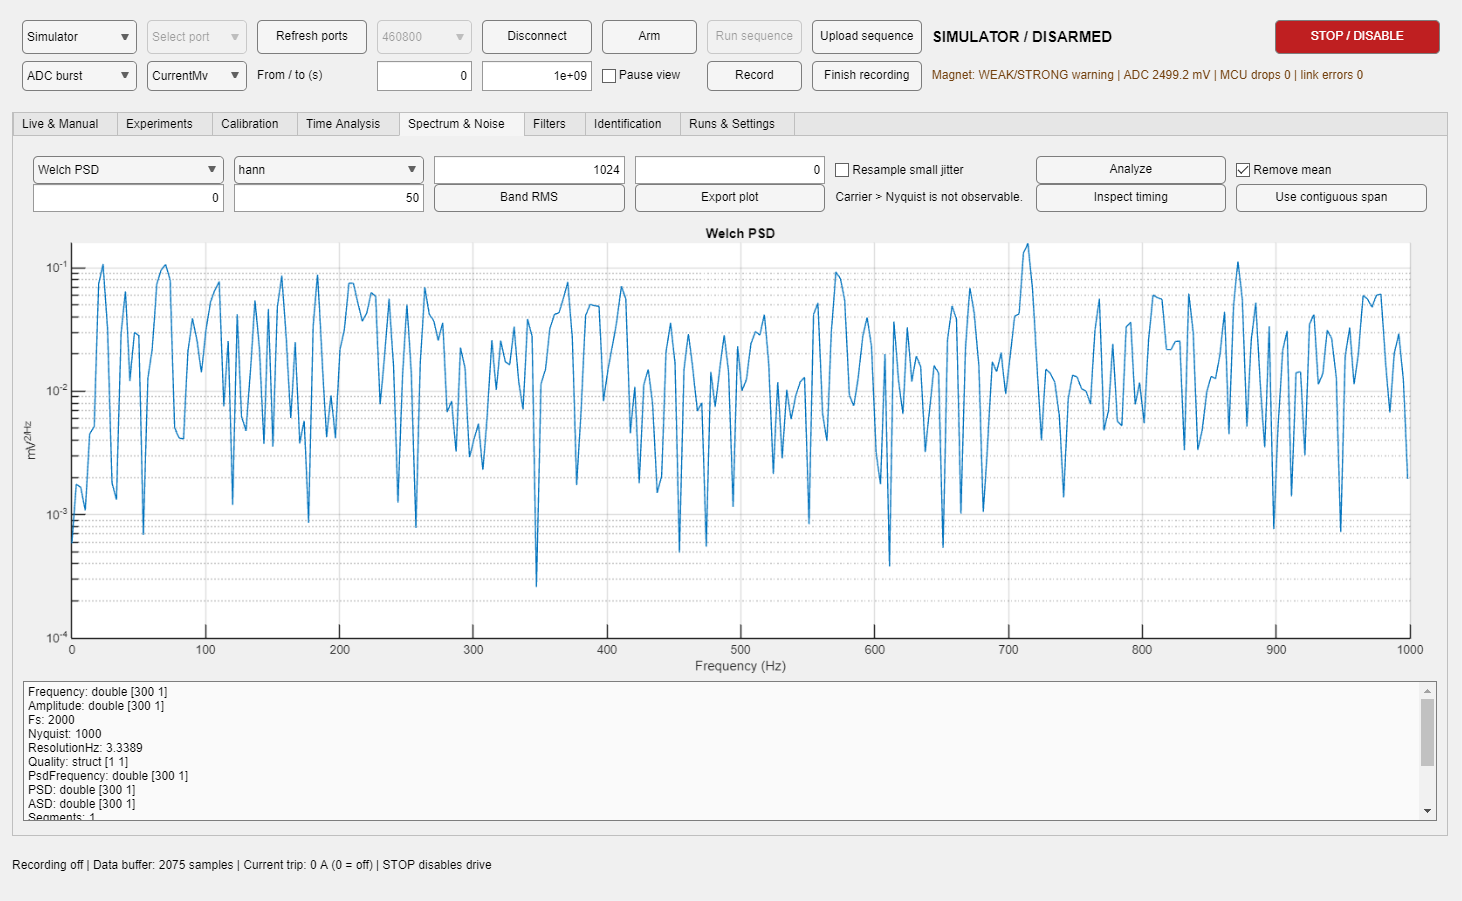 Simulator Select port Refresh ports 460800 Disconnect Arm Run sequence Upload sequence SIMULATOR / DISARMED STOP / DISABLE
ADC burst CurrentMv From / to (s) 0 1e+09 Pause view Record Finish recording Magnet: WEAK/STRONG warning | ADC 2499.2 mV | MCU drops 0 | link errors 0
Live & Manual Experiments Calibration Time Analysis Spectrum & Noise Filters Identification Runs & Settings
Welch PSD hann 1024 0 Resample small jitter Analyze Remove mean
0 50 Band RMS Export plot Carrier > Nyquist is not observable. Inspect timing Use contiguous span
Welch PSD
10-1
10-2
10-3
10-4
mV2/Hz
0 100 200 300 400 500 600 700 800 900 1000
Frequency (Hz)
Frequency: double [300 1]
Amplitude: double [300 1]
Fs: 2000
Nyquist: 1000
ResolutionHz: 3.3389
Quality: struct [1 1]
PsdFrequency: double [300 1]
PSD: double [300 1]
ASD: double [300 1]
Segments: 1
Recording off | Data buffer: 2075 samples | Current trip: 0 A (0 = off) | STOP disables drive